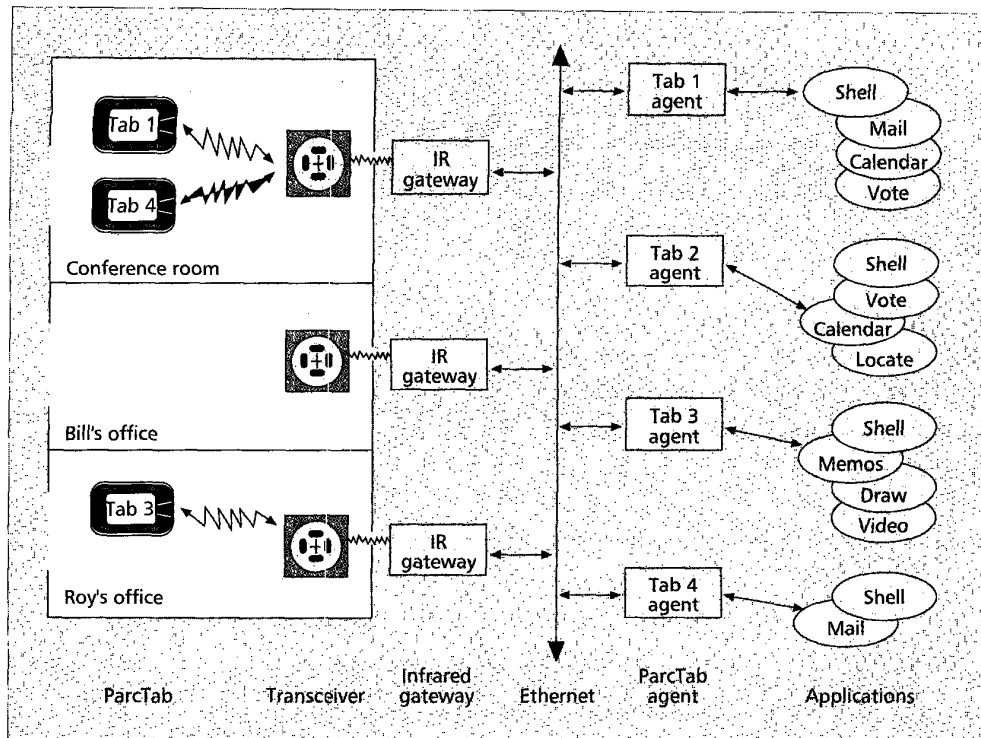 Tab 1
Tab 4
Conference room
Bill's office
Tab 3
Roy's office
IR
gateway
IR
gateway
IR
gateway
Tab 1
agent
Tab 2
agent
Tab 3
agent
Tab 4
agent
Shell
Mail
Calendar
Vote
Shell
Vote
Calendar
Locate
Shell
Memos
Draw
Video
Shell
Mail
ParcTab
Transceiver
Infrared
gateway
Ethernet
ParcTab
agent
Applications